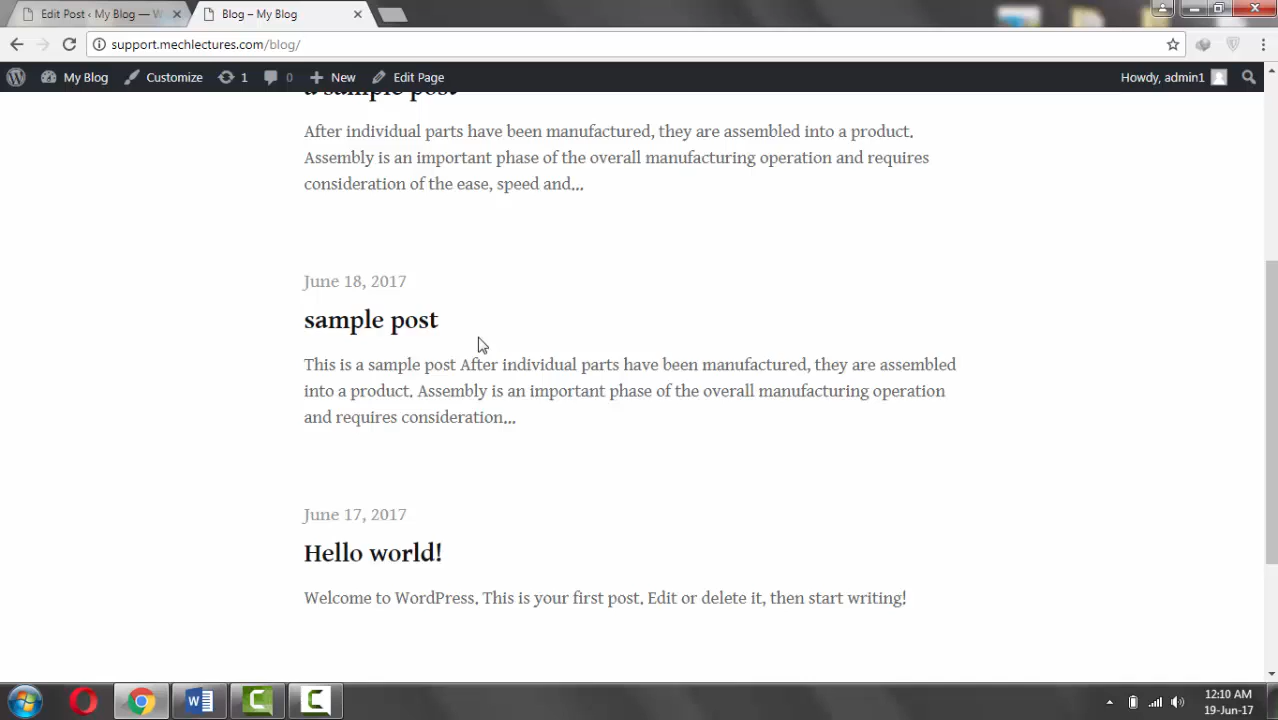 Edit Post ‹ My Blog — W
Blog – My Blog
support.mechlectures.com/blog/
My Blog
Customize
1
0
New
Edit Page
Howdy, admin1
a sample post
After individual parts have been manufactured, they are assembled into a product.
Assembly is an important phase of the overall manufacturing operation and requires
consideration of the ease, speed and...
June 18, 2017
sample post
This is a sample post After individual parts have been manufactured, they are assembled
into a product. Assembly is an important phase of the overall manufacturing operation
and requires consideration...
June 17, 2017
Hello world!
Welcome to WordPress. This is your first post. Edit or delete it, then start writing!
12:10 AM
19-Jun-17